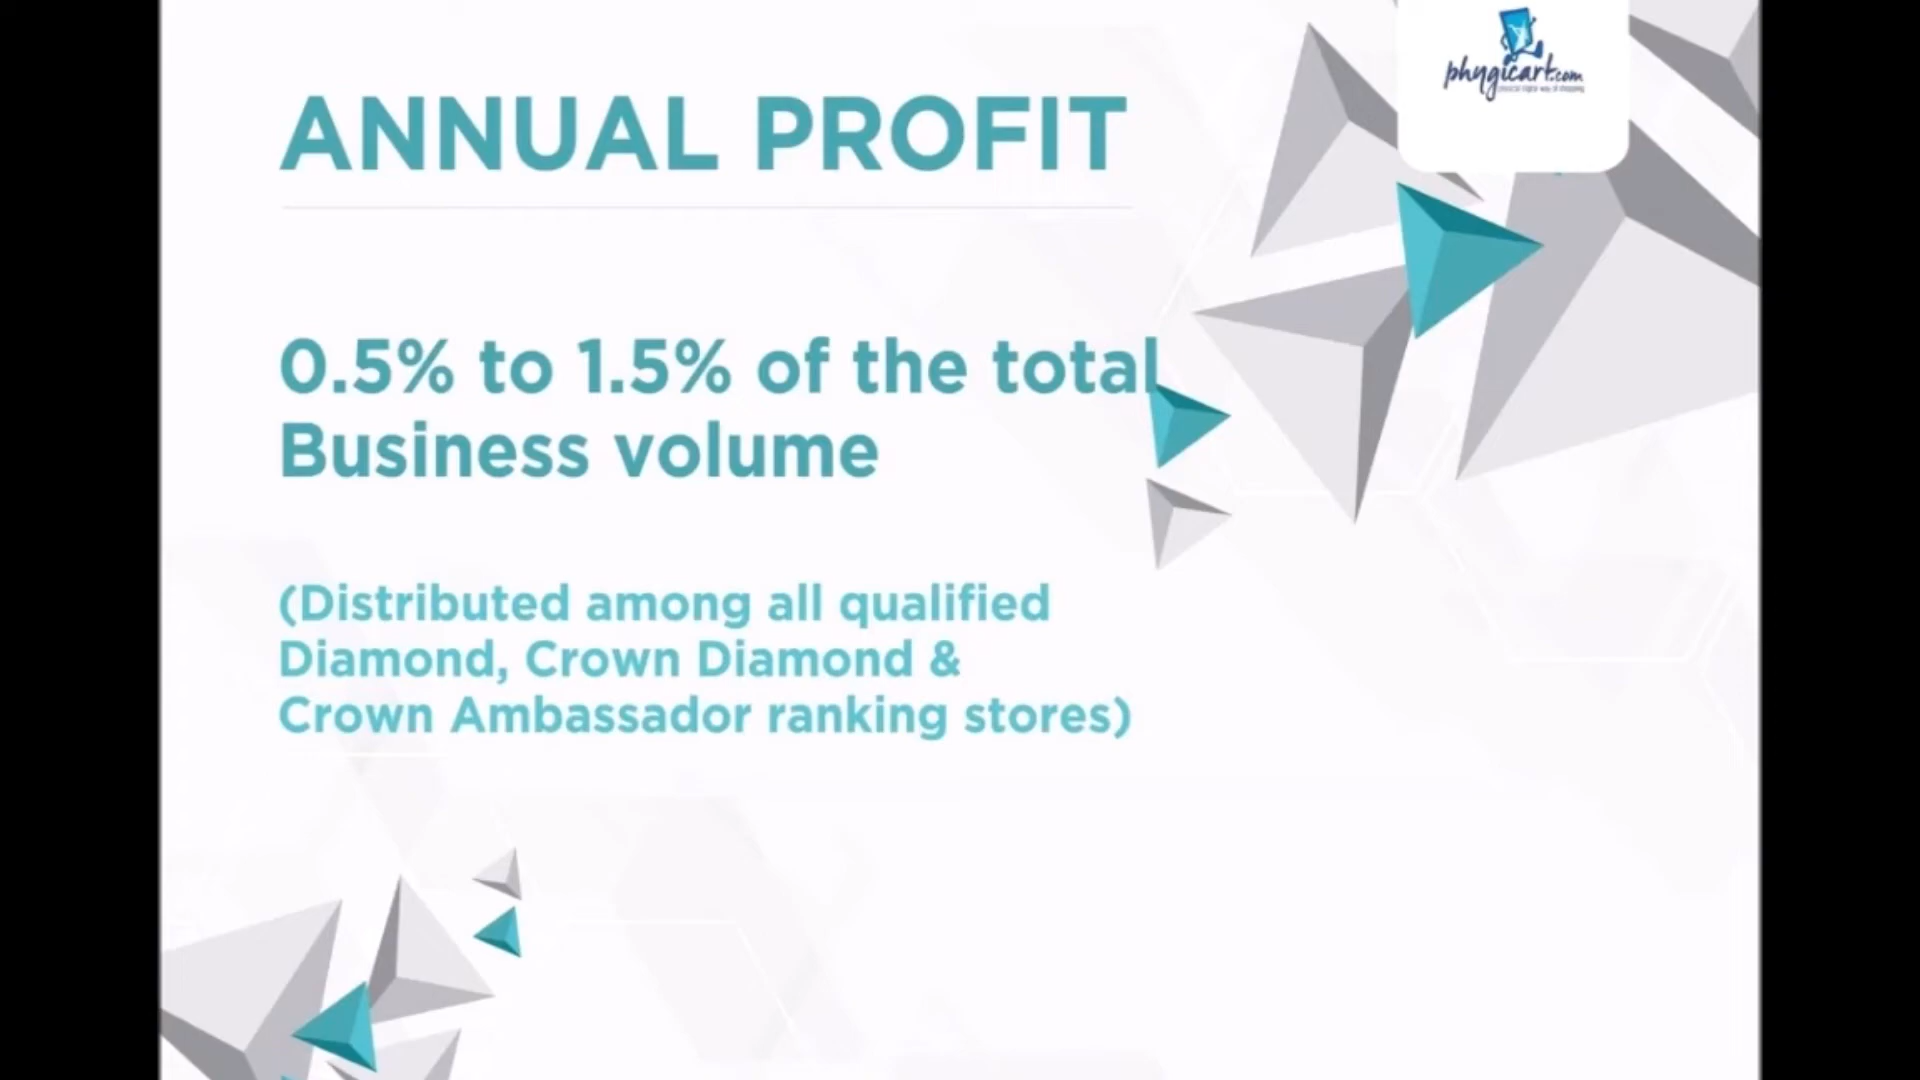 phygicart.com
ANNUAL PROFIT
0.5% to 1.5% of the total
Business volume
(Distributed among all qualified
Diamond, Crown Diamond &
Crown Ambassador ranking stores)